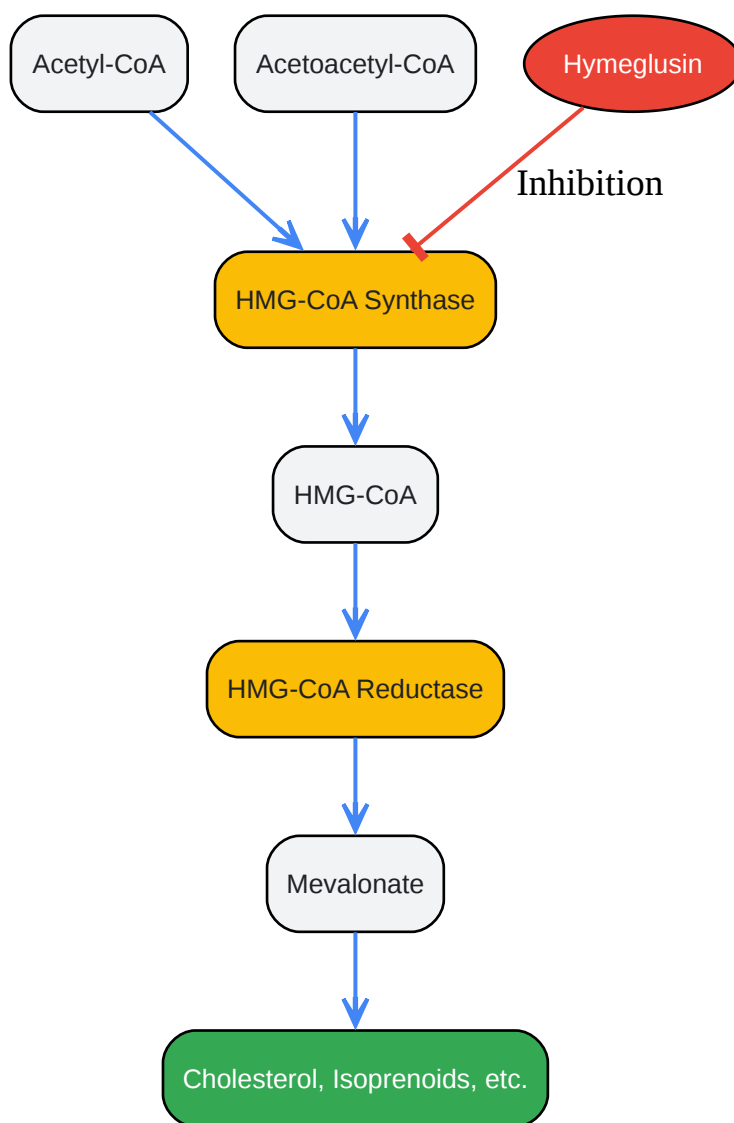 Acetyl-CoA
Acetoacetyl-CoA
Hymeglusin
Inhibition
HMG-CoA Synthase
HMG-CoA
HMG-CoA Reductase
Mevalonate
Cholesterol, Isoprenoids, etc.